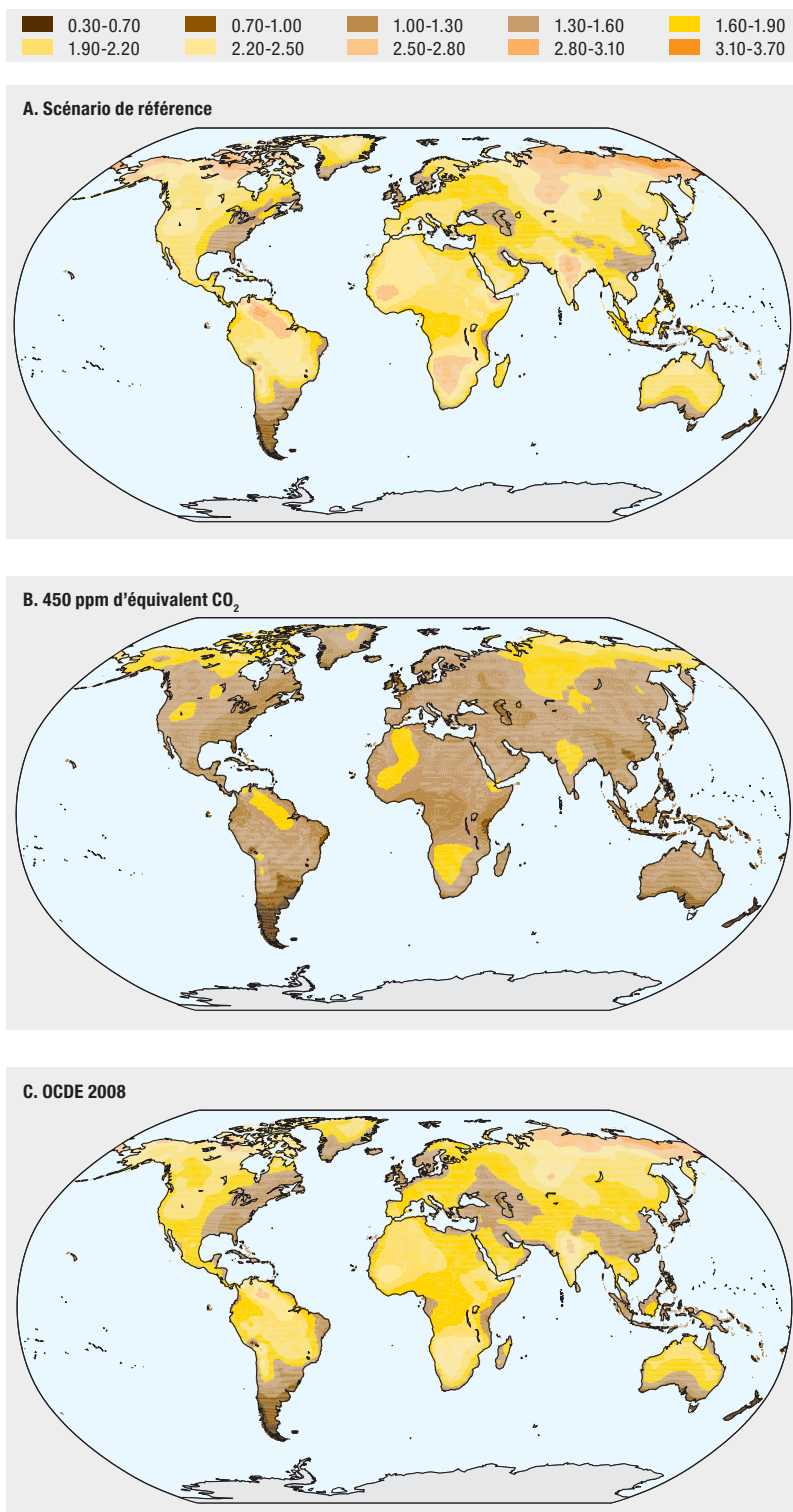 0.30-0.70 0.70-1.00 1.00-1.30 1.30-1.60 1.60-1.90
1.90-2.20 2.20-2.50 2.50-2.80 2.80-3.10 3.10-3.70
A. Scénario de référence
B. 450 ppm d’équivalent CO₂
C. OCDE 2008